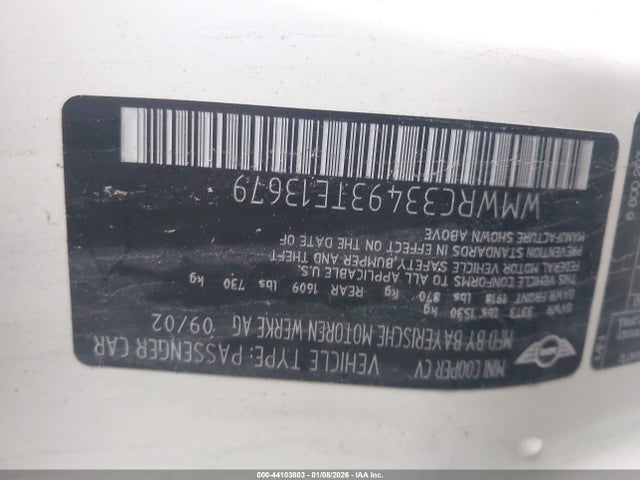 MINI COOPER CV
VEHICLE TYPE: PASSENGER CAR
MFD BY BAYERISCHE MOTOREN WERKE AG 09/02
GVWR 3373 LBS 1530 kg
GAWR FRONT 1918 lbs 870 kg REAR 1609 lbs 730 kg
THIS VEHICLE CONFORMS TO ALL APPLICABLE U.S.
FEDERAL MOTOR VEHICLE SAFETY,BUMPER AND THEFT
PREVENTION STANDARDS IN EFFECT ON THE DATE OF
MANUFACTURE SHOWN ABOVE
WMWRC33493TE13679
000-44103803 - 01/08/2026 - IAA Inc.